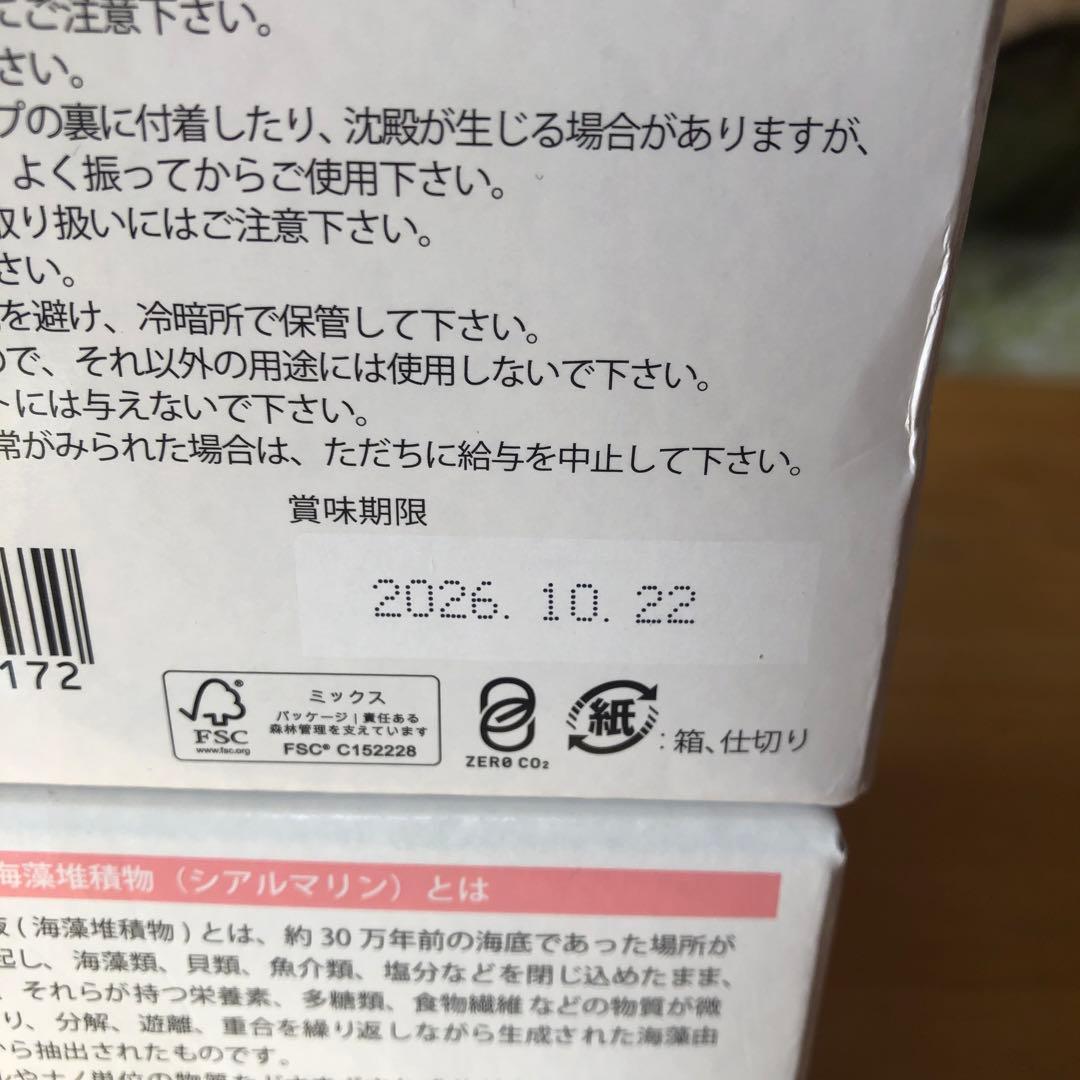 にご注意下さい。
さい。
プの裏に付着したり、沈殿が生じる場合がありますが、
よく振ってからご使用下さい。
取り扱いにはご注意下さい。
さい。
を避け、冷暗所で保管して下さい。
ので、それ以外の用途には使用しないで下さい。
トには与えないで下さい。
常がみられた場合は、ただちに給与を中止して下さい。
賞味期限
2026.10.22
172
FSC®
www.fsc.org
ミックス
パッケージ|責任ある
森林管理を支えています
FSC® C152228
ZERO CO₂
紙:箱、仕切り
海藻堆積物(シアルマリン)とは
液(海藻堆積物)とは、約30万年前の海底であった場所が
起し、海藻類、貝類、魚介類、塩分などを閉じ込めたまま、
、それらが持つ栄養素、多糖類、食物繊維などの物質が微
り、分解、遊離、重合を繰り返しながら生成された海藻由
から抽出されたものです。